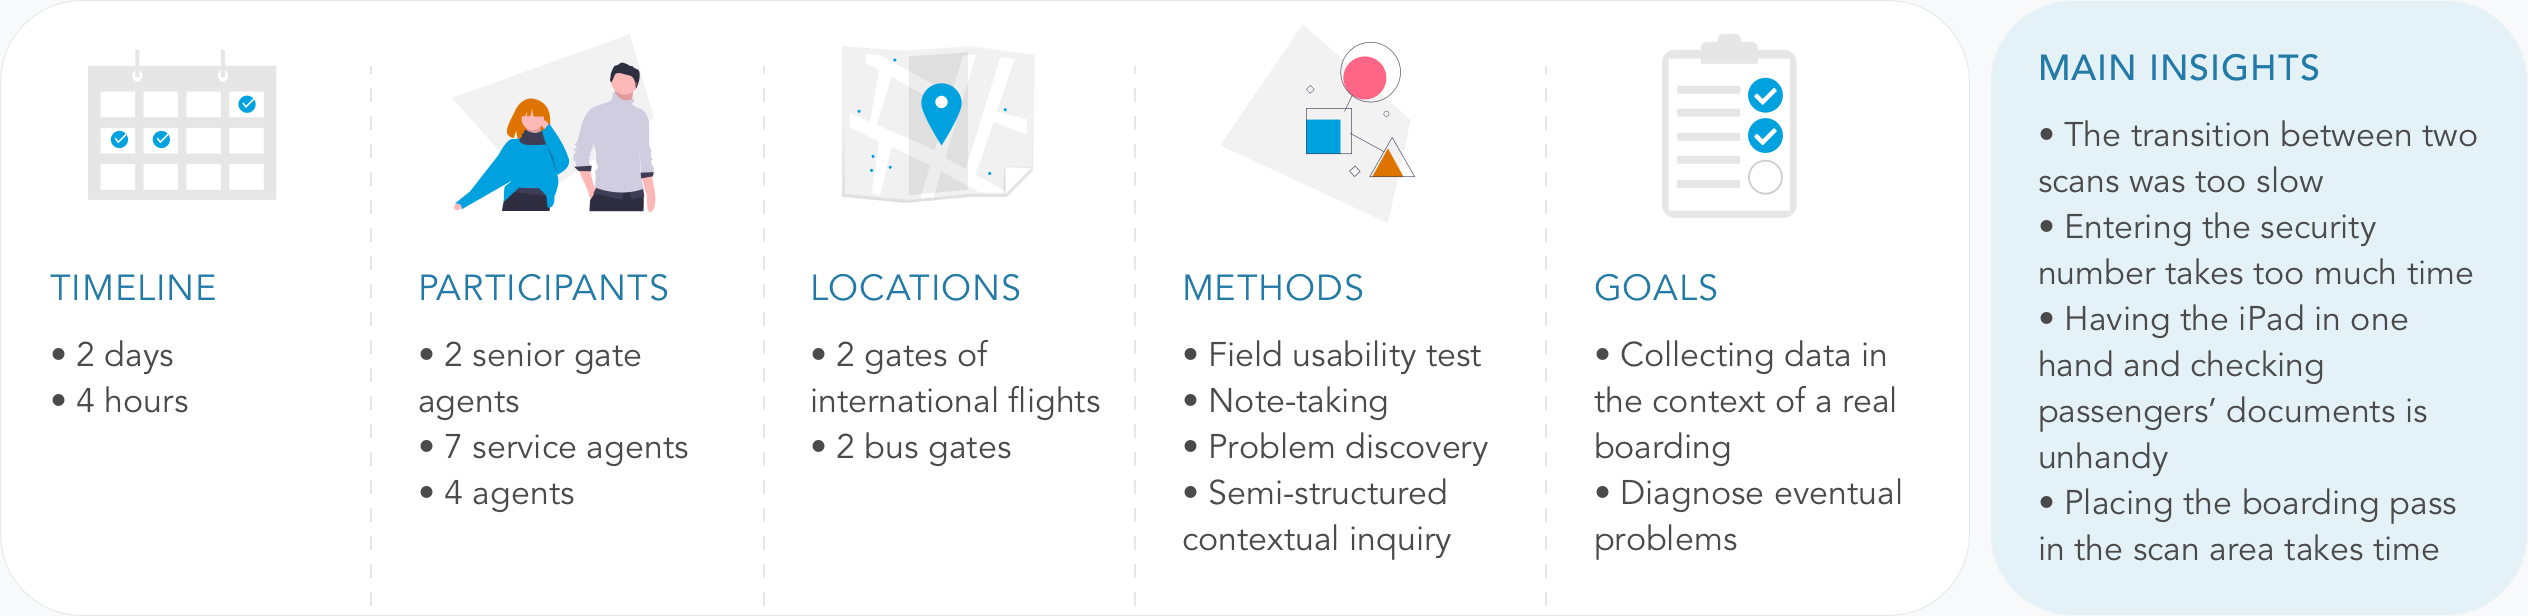 TIMELINE
• 2 days
• 4 hours
PARTICIPANTS
• 2 senior gate
agents
• 7 service agents
• 4 agents
LOCATIONS
• 2 gates of
international flights
• 2 bus gates
METHODS
• Field usability test
• Note-taking
• Problem discovery
• Semi-structured
contextual inquiry
GOALS
• Collecting data in
the context of a real
boarding
• Diagnose eventual
problems
MAIN INSIGHTS
• The transition between two
scans was too slow
• Entering the security
number takes too much time
• Having the iPad in one
hand and checking
passengers’ documents is
unhandy
• Placing the boarding pass
in the scan area takes time